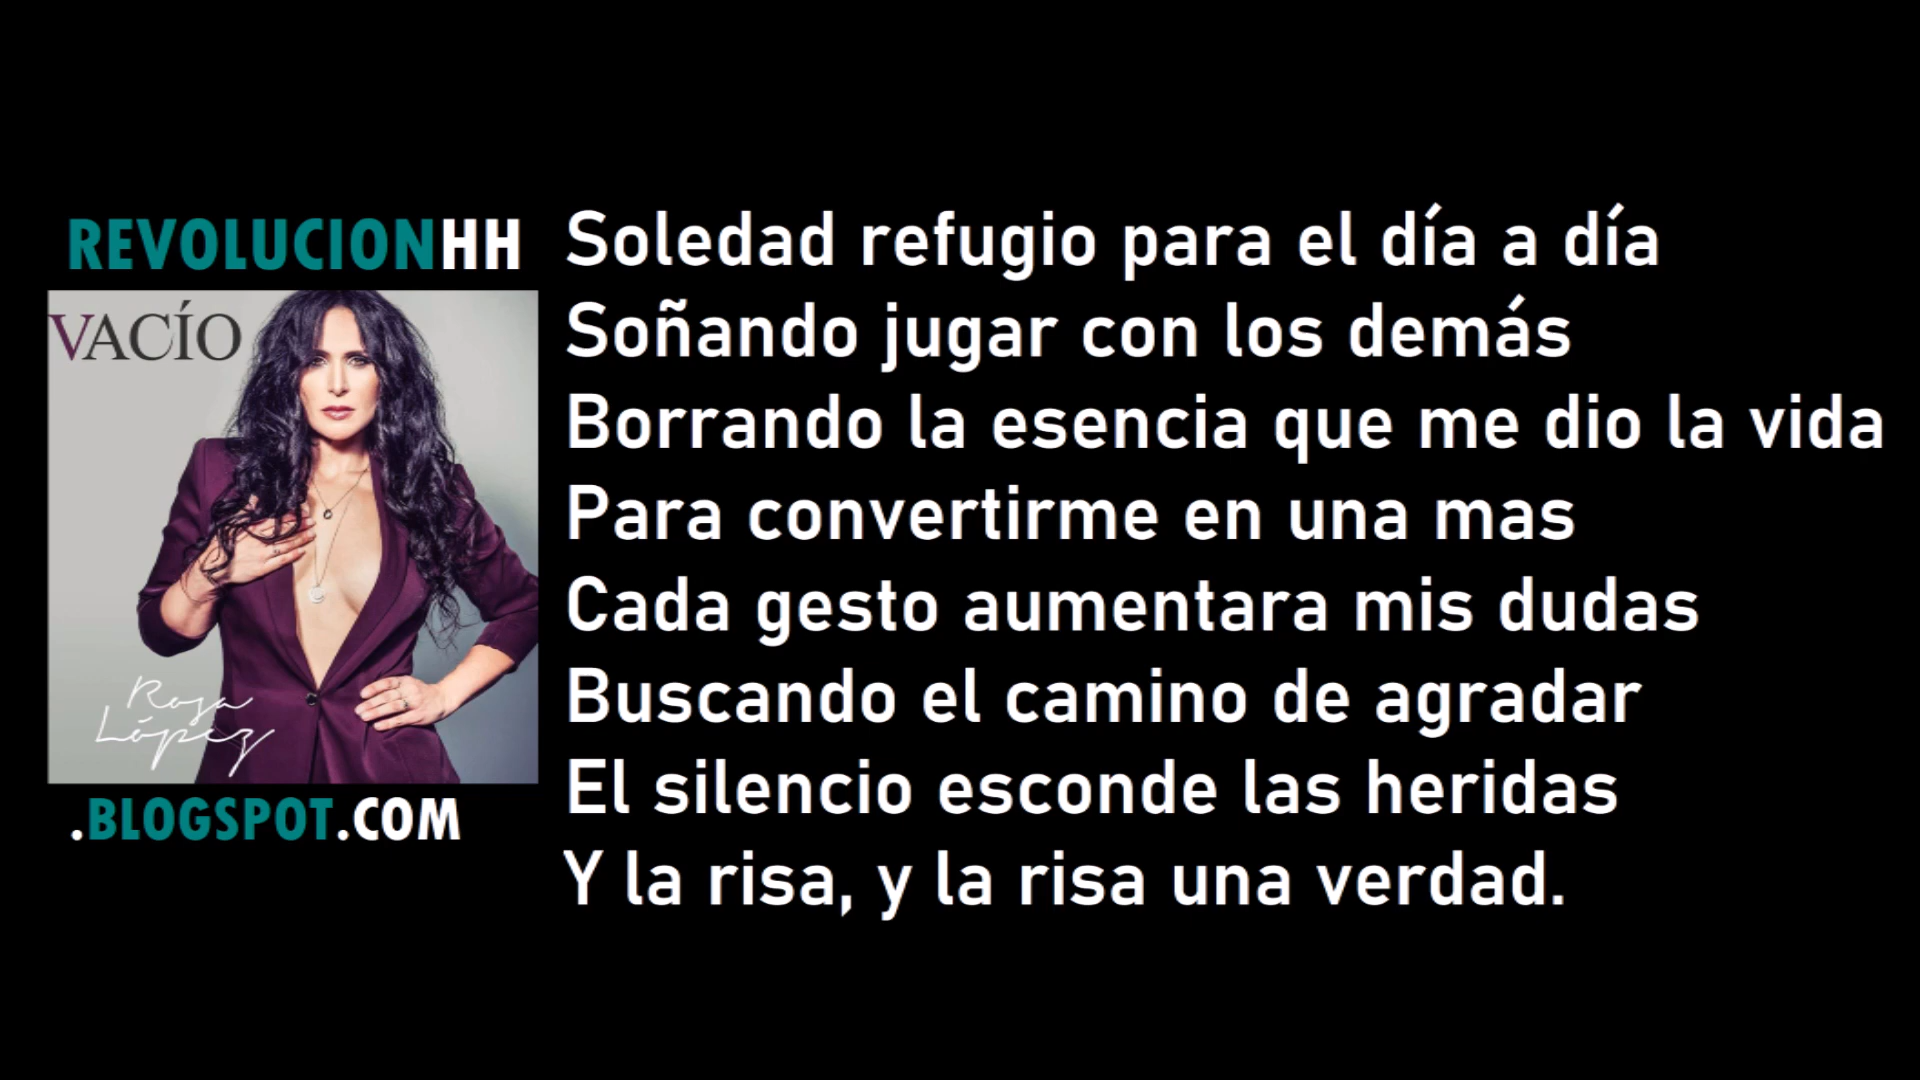 REVOLUCIONHH
VACÍO
Rosa
López
.BLOGSPOT.COM
Soledad refugio para el día a día
Soñando jugar con los demás
Borrando la esencia que me dio la vida
Para convertirme en una mas
Cada gesto aumentara mis dudas
Buscando el camino de agradar
El silencio esconde las heridas
Y la risa, y la risa una verdad.